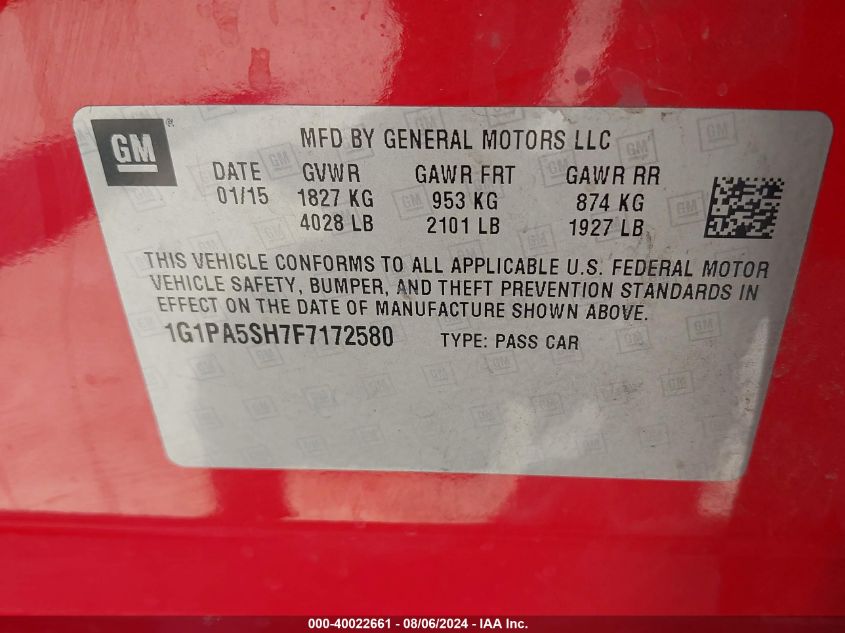 GM ®
MFD BY GENERAL MOTORS LLC
DATE GVWR GAWR FRT GAWR RR
01/15 1827 KG 953 KG 874 KG
4028 LB 2101 LB 1927 LB
THIS VEHICLE CONFORMS TO ALL APPLICABLE U.S. FEDERAL MOTOR
VEHICLE SAFETY, BUMPER, AND THEFT PREVENTION STANDARDS IN
EFFECT ON THE DATE OF MANUFACTURE SHOWN ABOVE.
1G1PA5SH7F7172580 TYPE: PASS CAR
000-40022661 - 08/06/2024 - IAA Inc.